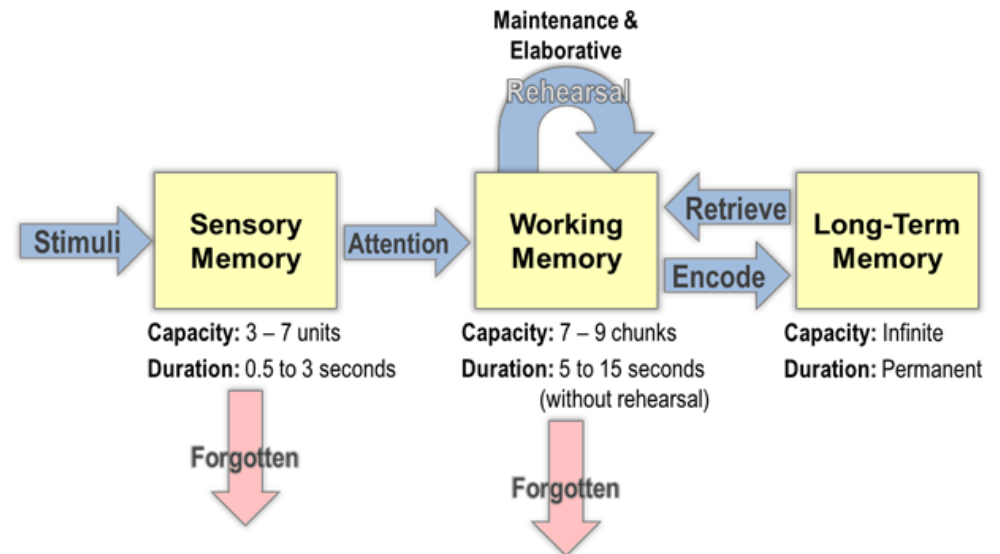 Maintenance &
Elaborative
Rehearsal
Stimuli
Sensory
Memory
Attention
Working
Memory
Retrieve
Encode
Long-Term
Memory
Capacity: 3 – 7 units
Duration: 0.5 to 3 seconds
Capacity: 7 – 9 chunks
Duration: 5 to 15 seconds
(without rehearsal)
Capacity: Infinite
Duration: Permanent
Forgotten
Forgotten